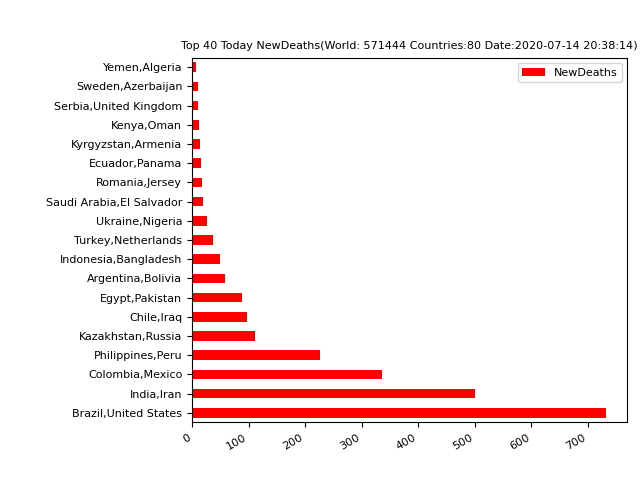 Top 40 Today NewDeaths(World: 571444 Countries:80 Date:2020-07-14 20:38:14)
NewDeaths
Yemen,Algeria
Sweden,Azerbaijan
Serbia,United Kingdom
Kenya,Oman
Kyrgyzstan,Armenia
Ecuador,Panama
Romania,Jersey
Saudi Arabia,El Salvador
Ukraine,Nigeria
Turkey,Netherlands
Indonesia,Bangladesh
Argentina,Bolivia
Egypt,Pakistan
Chile,Iraq
Kazakhstan,Russia
Philippines,Peru
Colombia,Mexico
India,Iran
Brazil,United States
0 100 200 300 400 500 600 700